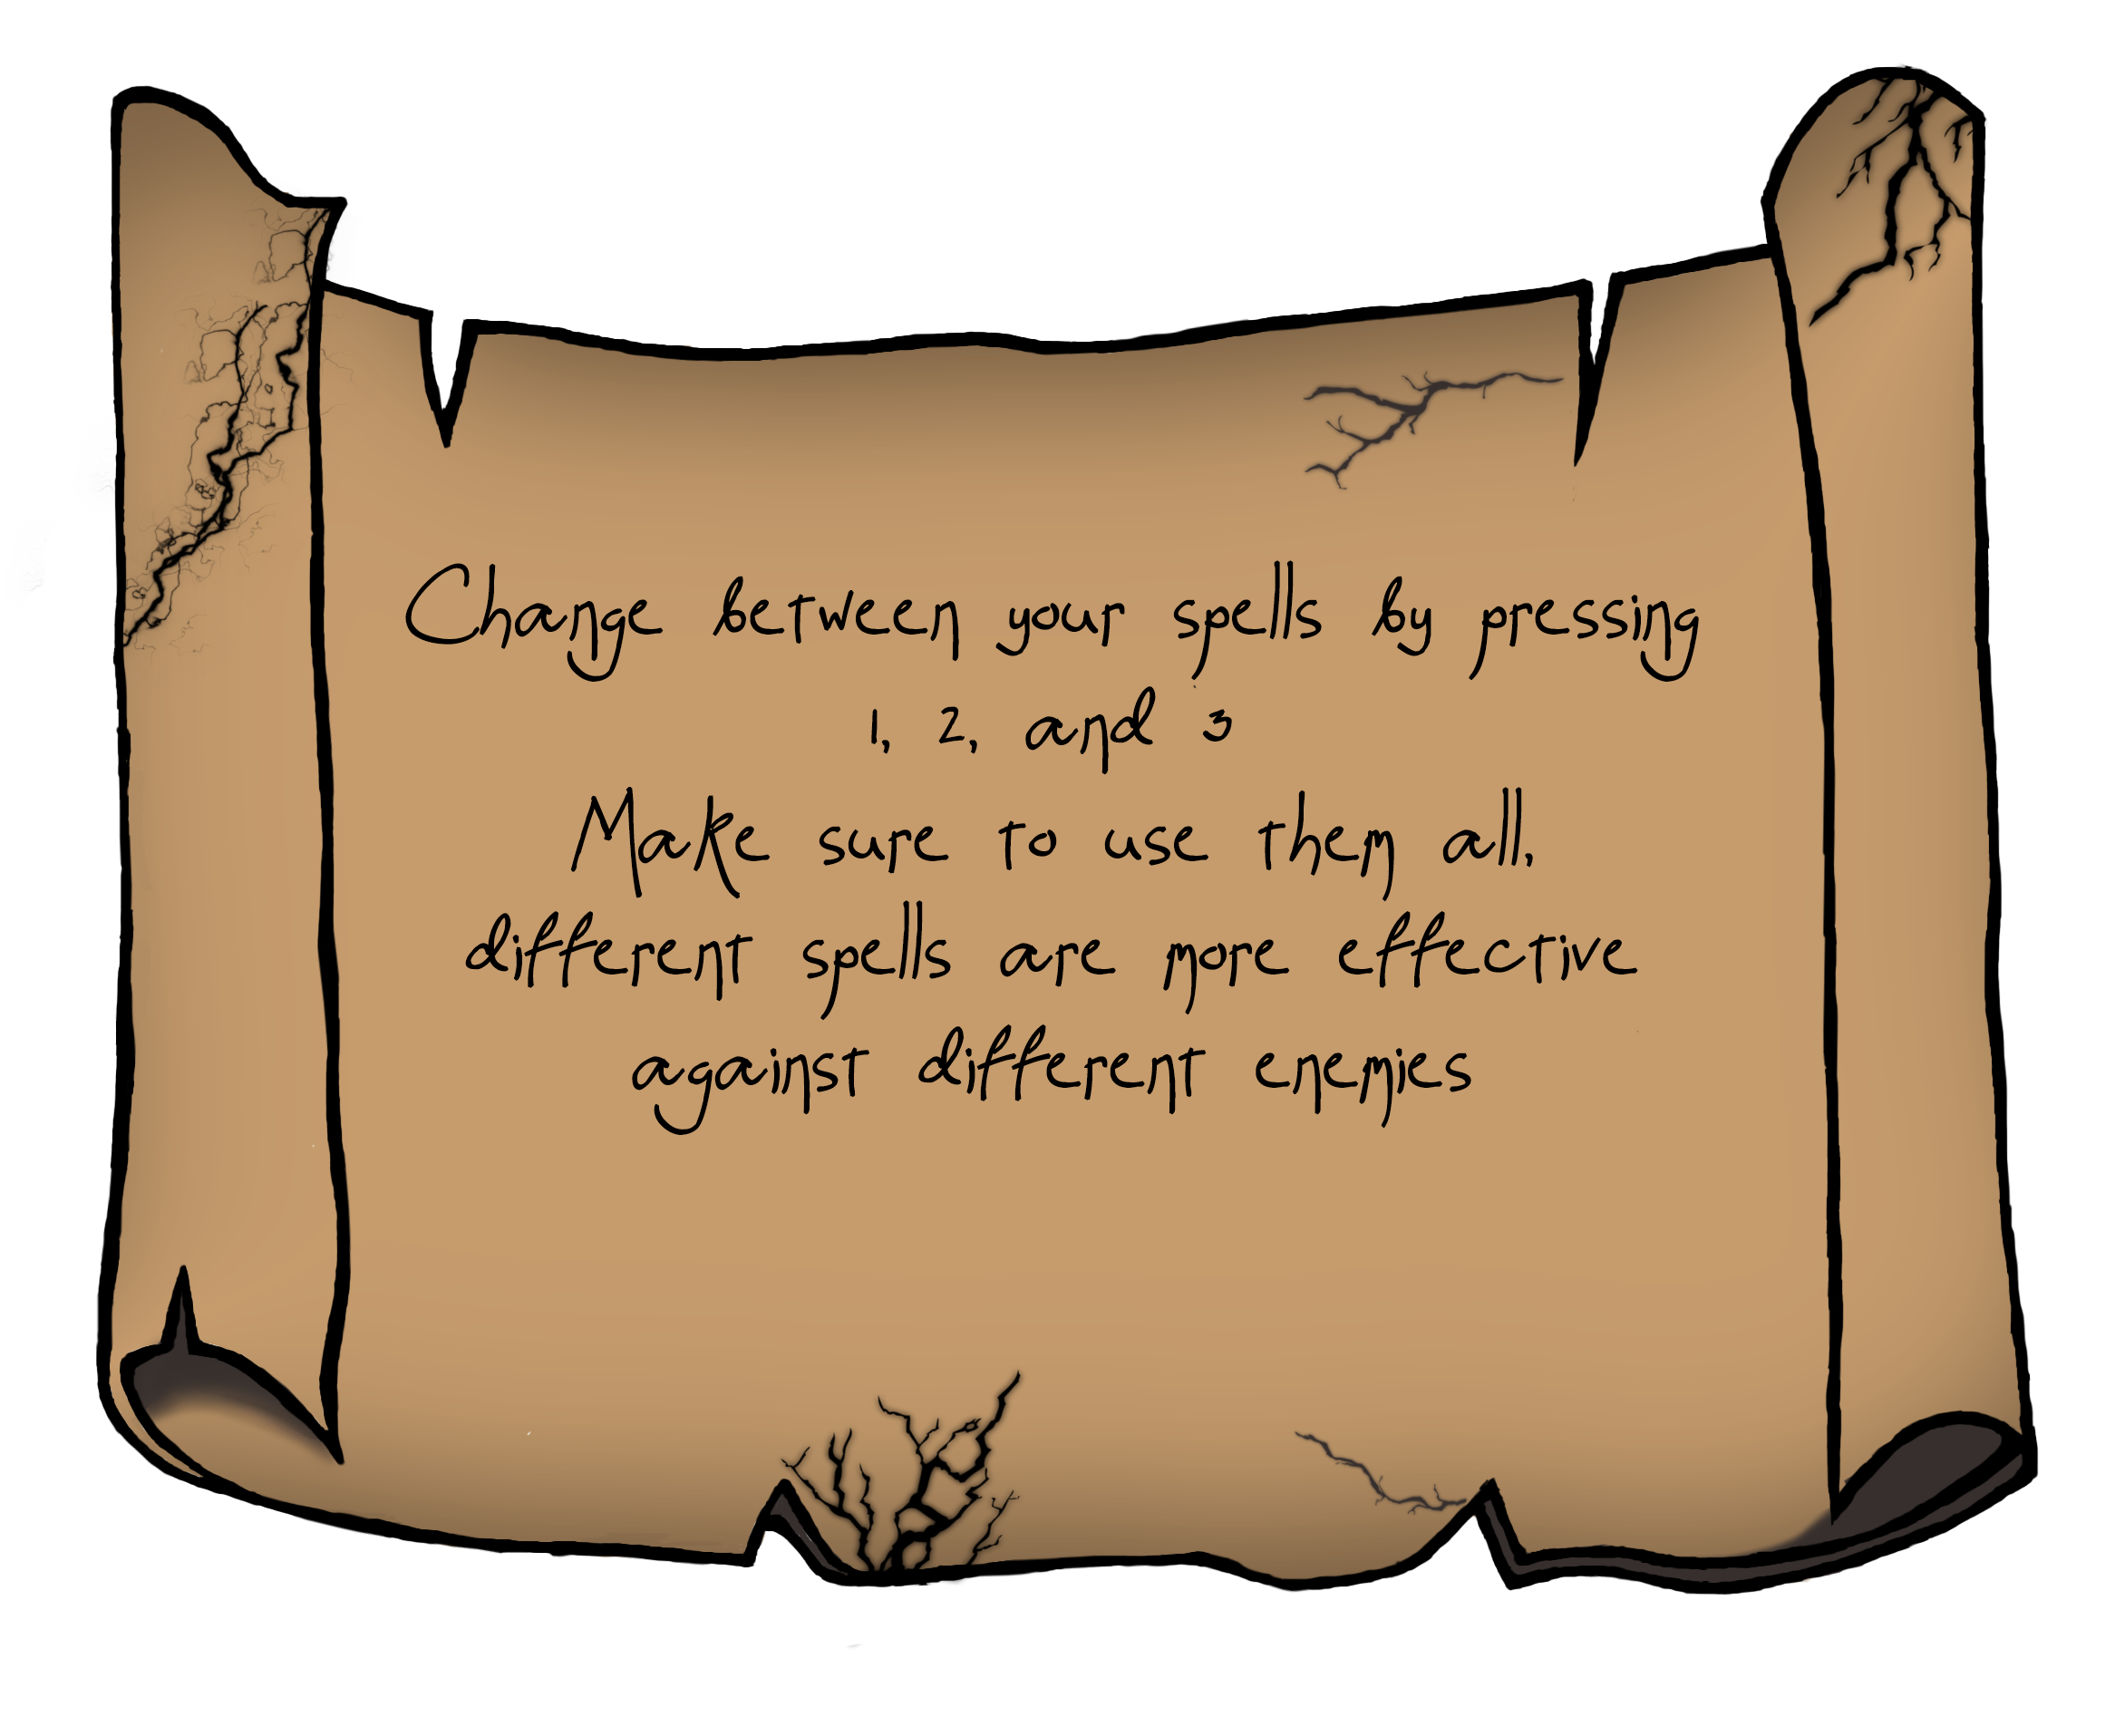 Change between your spells by pressing
1, 2, and 3
Make sure to use them all,
different spells are more effective
against different enemies